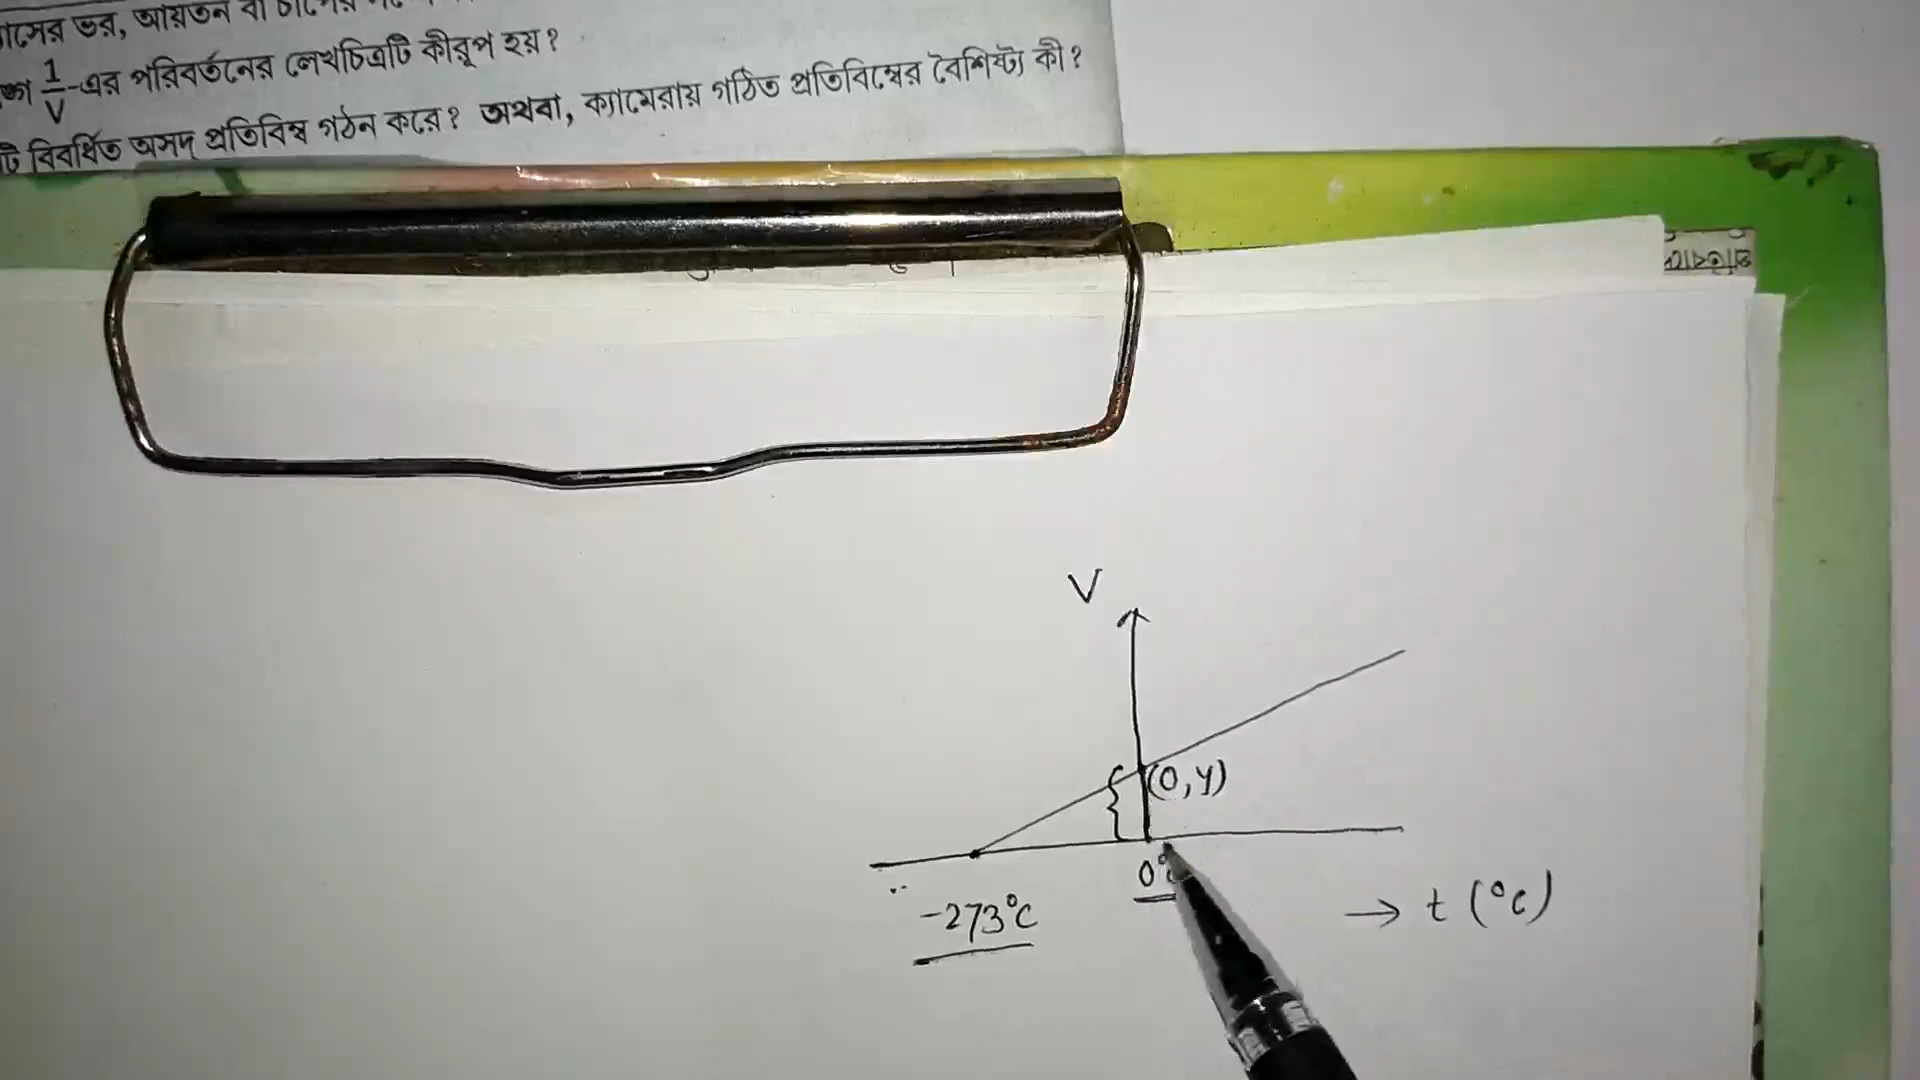 ভর, আয়তন বা
1/V-এর পরিবর্তনের লেখচিত্রটি কীরূপ হয়?
টি বিবর্ধিত অসদ্ প্রতিবিম্ব গঠন করে? অথবা, ক্যামেরায় গঠিত প্রতিবিম্বের বৈশিষ্ট্য কী?
V
(0, y)
0°
-273°C
→ t (°C)